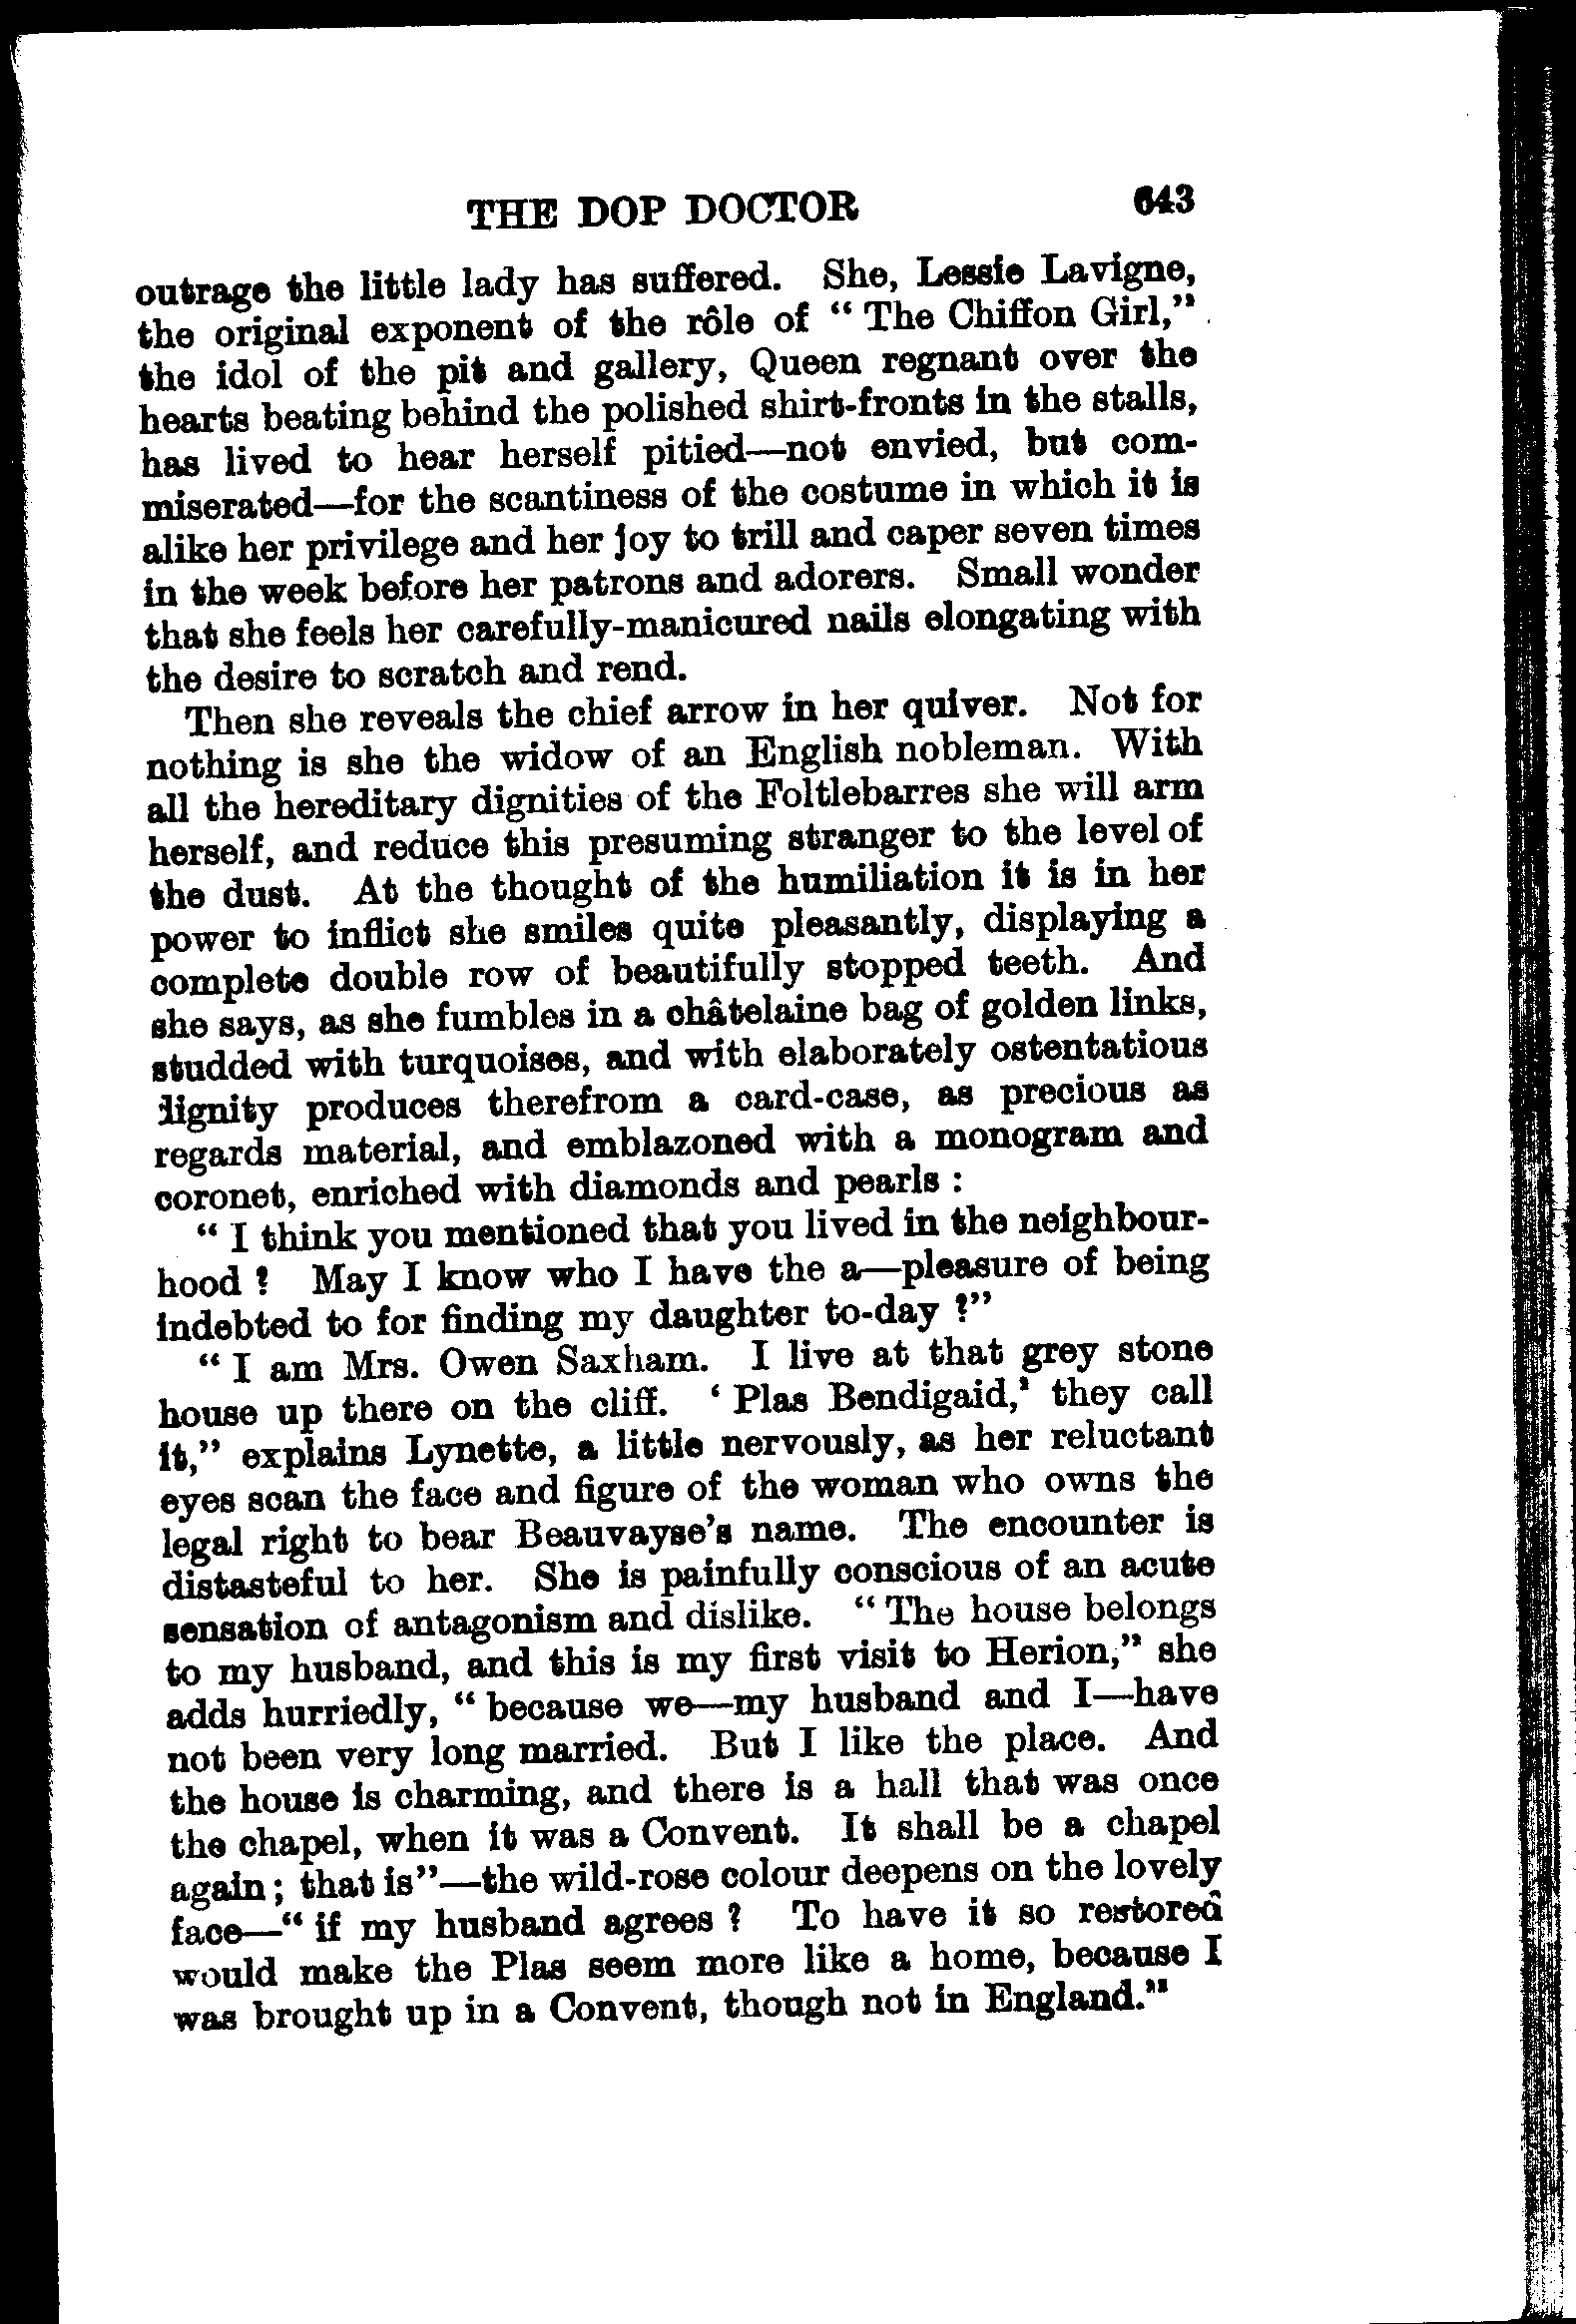 THE DOP DOCTOR 643
outrage the little lady has suffered. She, Lessie Lavigne,
the original exponent of the rôle of “ The Chiffon Girl,”
the idol of the pit and gallery, Queen regnant over the
hearts beating behind the polished shirt-fronts in the stalls,
has lived to hear herself pitied—not envied, but com-
miserated—for the scantiness of the costume in which it is
alike her privilege and her joy to trill and caper seven times
in the week before her patrons and adorers. Small wonder
that she feels her carefully-manicured nails elongating with
the desire to scratch and rend.
Then she reveals the chief arrow in her quiver. Not for
nothing is she the widow of an English nobleman. With
all the hereditary dignities of the Foltlebarres she will arm
herself, and reduce this presuming stranger to the level of
the dust. At the thought of the humiliation it is in her
power to inflict she smiles quite pleasantly, displaying a
complete double row of beautifully stopped teeth. And
she says, as she fumbles in a châtelaine bag of golden links,
studded with turquoises, and with elaborately ostentatious
dignity produces therefrom a card-case, as precious as
regards material, and emblazoned with a monogram and
coronet, enriched with diamonds and pearls :
“ I think you mentioned that you lived in the neighbour-
hood ? May I know who I have the a—pleasure of being
indebted to for finding my daughter to-day ?”
“ I am Mrs. Owen Saxham. I live at that grey stone
house up there on the cliff. ‘ Plas Bendigaid,’ they call
it,” explains Lynette, a little nervously, as her reluctant
eyes scan the face and figure of the woman who owns the
legal right to bear Beauvayse’s name. The encounter is
distasteful to her. She is painfully conscious of an acute
sensation of antagonism and dislike. “ The house belongs
to my husband, and this is my first visit to Herion,” she
adds hurriedly, “ because we—my husband and I—have
not been very long married. But I like the place. And
the house is charming, and there is a hall that was once
the chapel, when it was a Convent. It shall be a chapel
again ; that is”—the wild-rose colour deepens on the lovely
face—“ if my husband agrees ? To have it so restored
would make the Plas seem more like a home, because I
was brought up in a Convent, though not in England.”